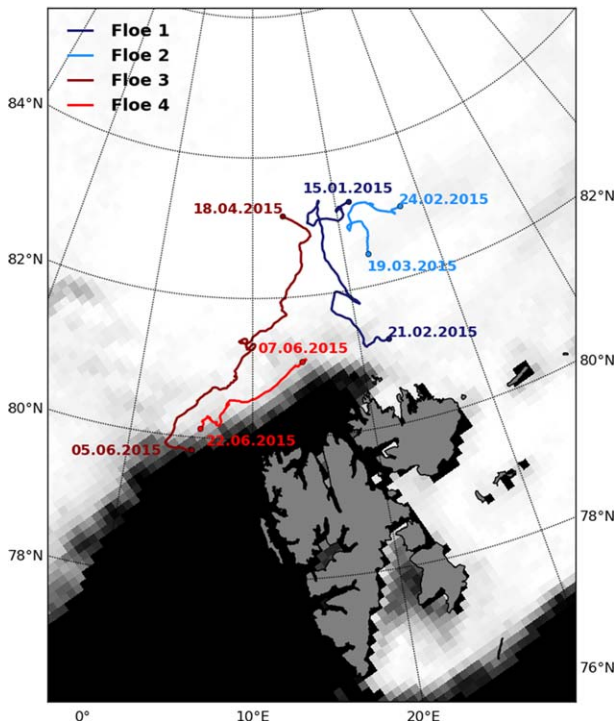 Floe 1
Floe 2
Floe 3
Floe 4
84°N
82°N
80°N
78°N
82°N
80°N
78°N
76°N
15.01.2015
24.02.2015
18.04.2015
19.03.2015
21.02.2015
07.06.2015
22.06.2015
05.06.2015
0°
10°E
20°E